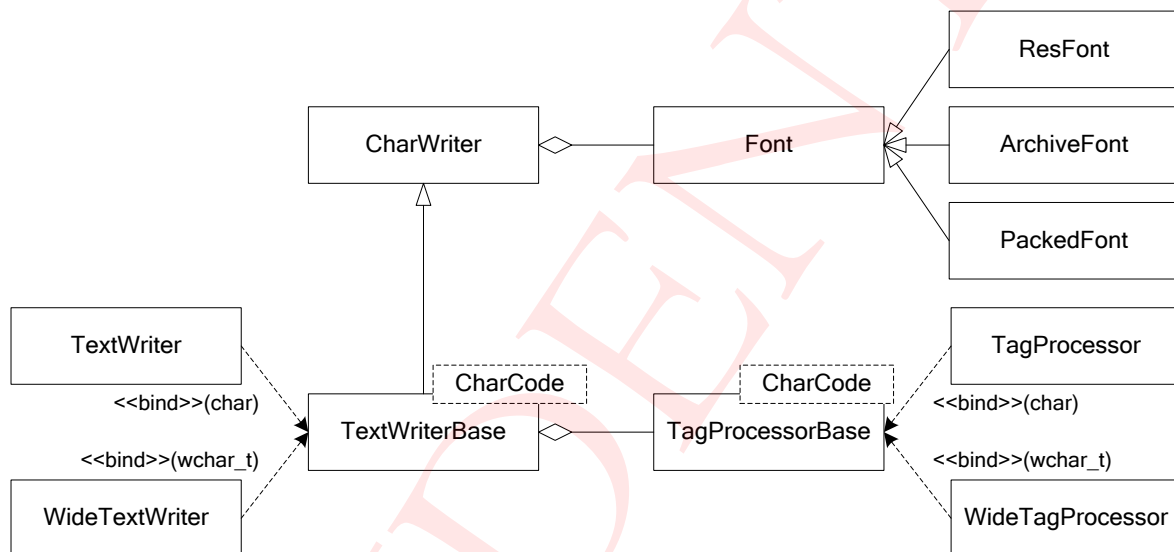 ResFont
CharWriter
Font
ArchiveFont
PackedFont
TextWriter
TagProcessor
CharCode
CharCode
<<bind>>(char)
<<bind>>(char)
TextWriterBase
TagProcessorBase
<<bind>>(wchar_t)
<<bind>>(wchar_t)
WideTextWriter
WideTagProcessor
DEN